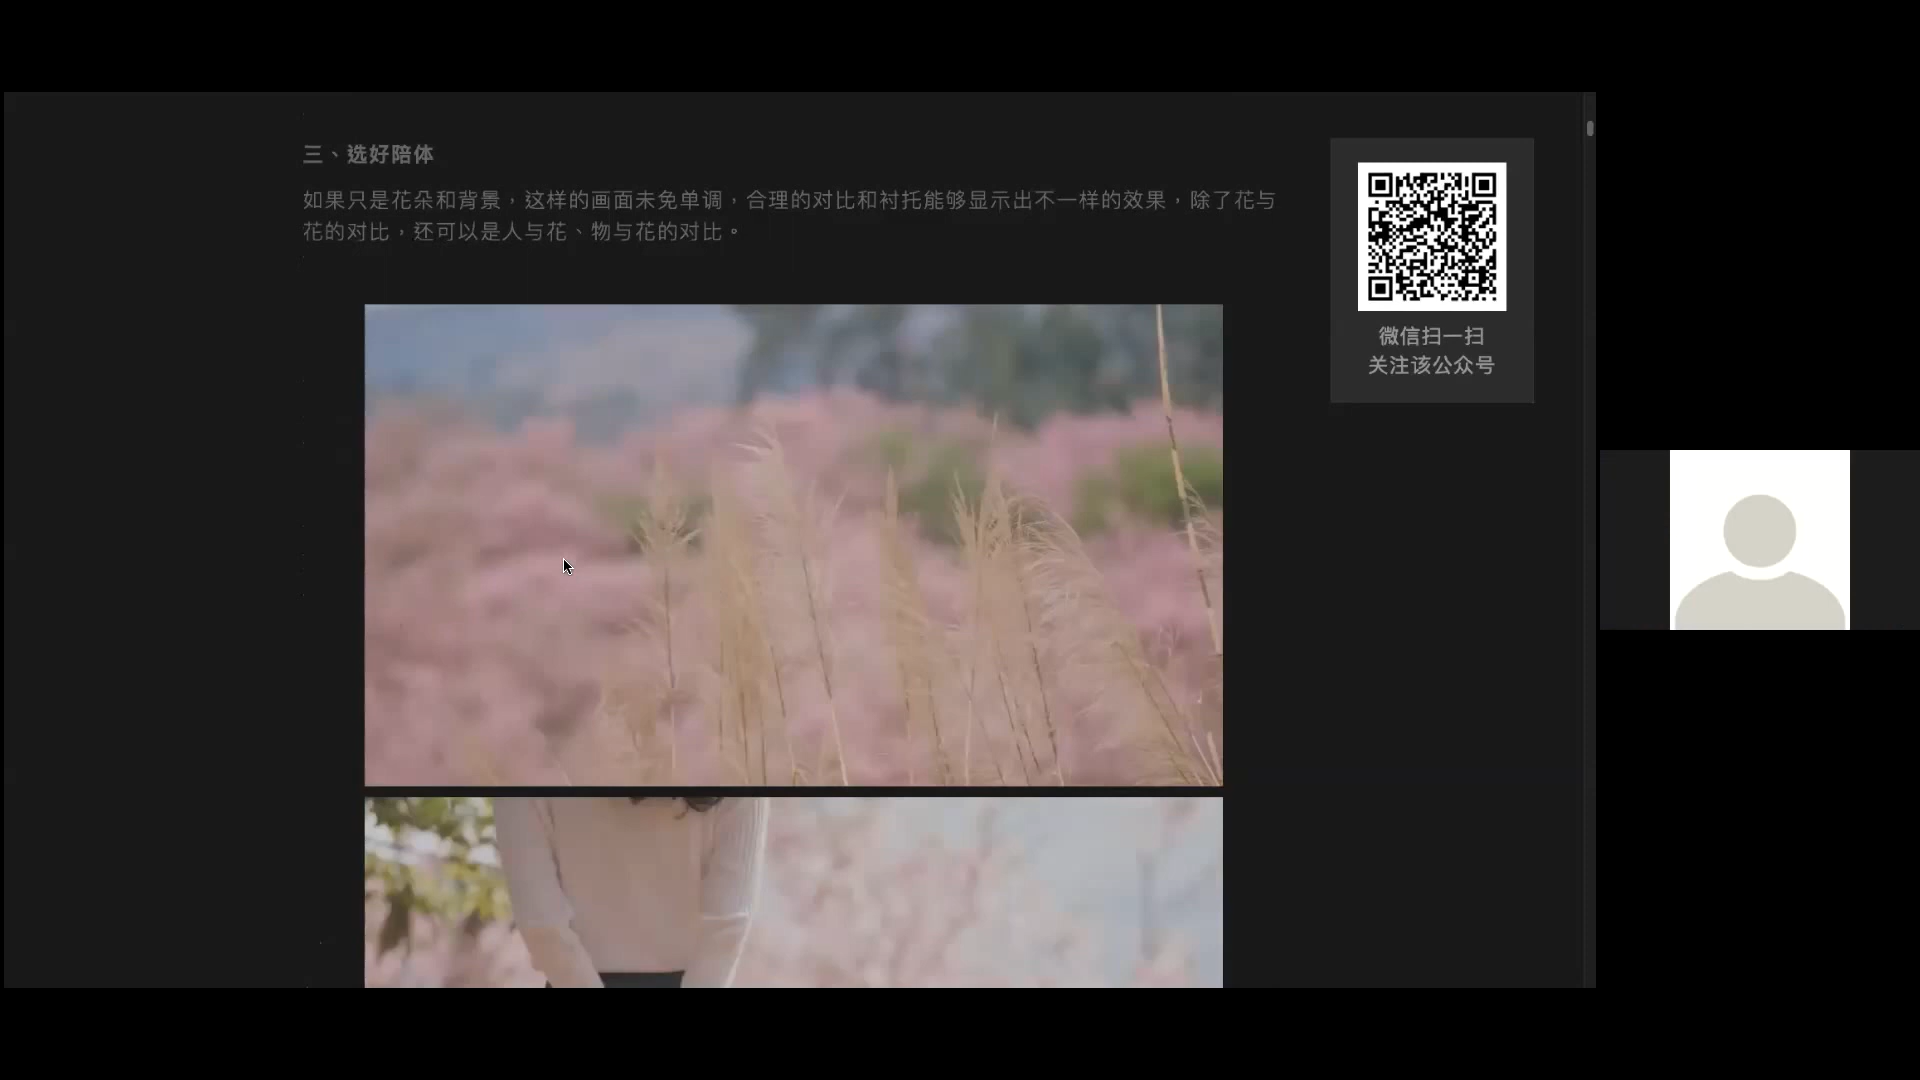 三、选好陪体
如果只是花朵和背景，这样的画面未免单调，合理的对比和衬托能够显示出不一样的效果，除了花与
花的对比，还可以是人与花、物与花的对比。
微信扫一扫
关注该公众号